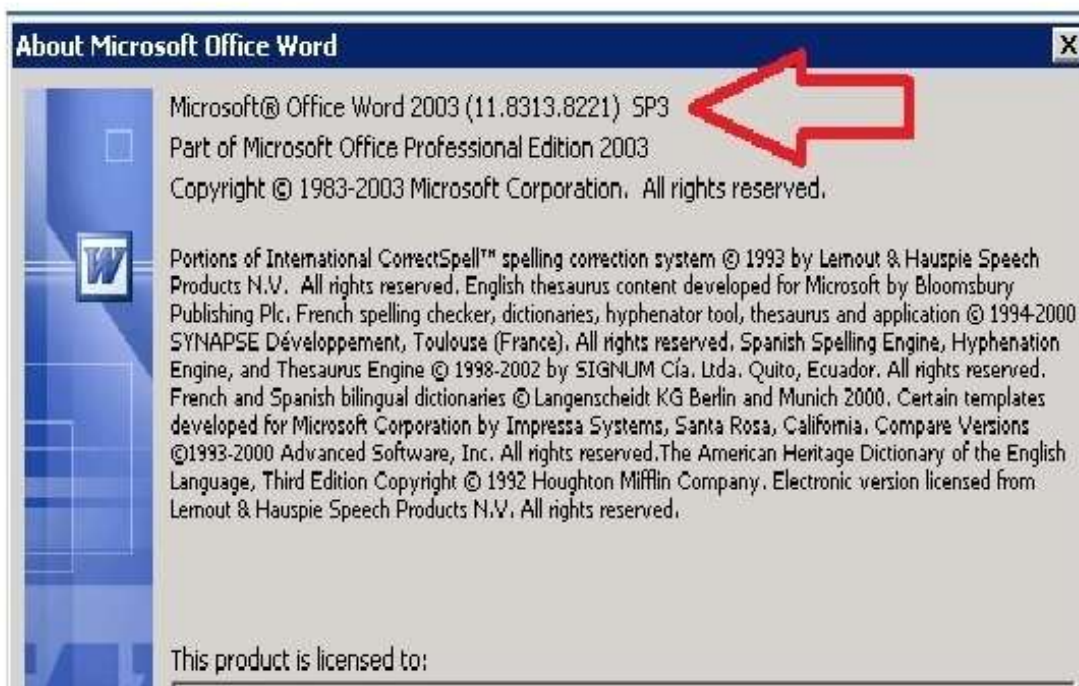 About Microsoft Office Word
X
Microsoft® Office Word 2003 (11.8313.8221) SP3
Part of Microsoft Office Professional Edition 2003
Copyright © 1983-2003 Microsoft Corporation. All rights reserved.
W
Portions of International CorrectSpell™ spelling correction system © 1993 by Lernout & Hauspie Speech
Products N.V. All rights reserved. English thesaurus content developed for Microsoft by Bloomsbury
Publishing Plc. French spelling checker, dictionaries, hyphenator tool, thesaurus and application © 1994-2000
SYNAPSE Développement, Toulouse (France). All rights reserved. Spanish Spelling Engine, Hyphenation
Engine, and Thesaurus Engine © 1998-2002 by SIGNUM Cía. Ltda. Quito, Ecuador. All rights reserved.
French and Spanish bilingual dictionaries © Langenscheidt KG Berlin and Munich 2000. Certain templates
developed for Microsoft Corporation by Impressa Systems, Santa Rosa, California. Compare Versions
©1993-2000 Advanced Software, Inc. All rights reserved.The American Heritage Dictionary of the English
Language, Third Edition Copyright © 1992 Houghton Mifflin Company. Electronic version licensed from
Lernout & Hauspie Speech Products N.V. All rights reserved.
This product is licensed to: